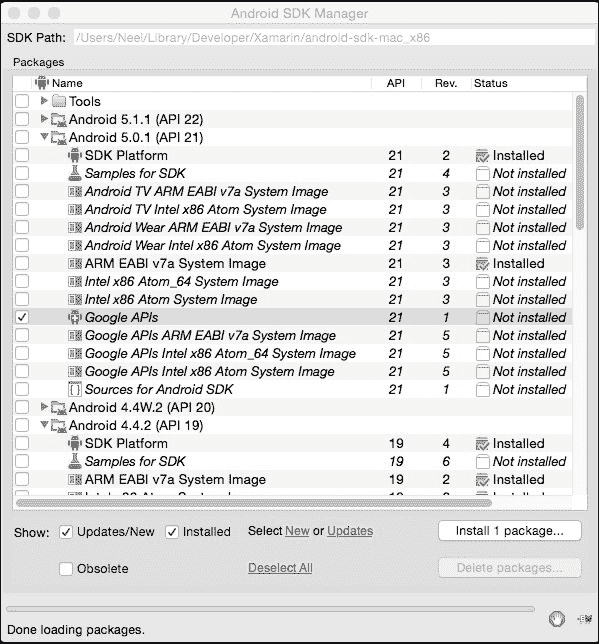 Android SDK Manager
SDK Path: /Users/Neel/Library/Developer/Xamarin/android-sdk-mac_x86
Packages
Name API Rev. Status
Tools
Android 5.1.1 (API 22)
Android 5.0.1 (API 21)
SDK Platform 21 2 Installed
Samples for SDK 21 4 Not installed
Android TV ARM EABI v7a System Image 21 3 Not installed
Android TV Intel x86 Atom System Image 21 3 Not installed
Android Wear ARM EABI v7a System Image 21 3 Not installed
Android Wear Intel x86 Atom System Image 21 3 Not installed
ARM EABI v7a System Image 21 3 Installed
Intel x86 Atom_64 System Image 21 3 Not installed
Intel x86 Atom System Image 21 3 Not installed
Google APIs 21 1 Not installed
Google APIs ARM EABI v7a System Image 21 5 Not installed
Google APIs Intel x86 Atom_64 System Image 21 5 Not installed
Google APIs Intel x86 Atom System Image 21 5 Not installed
Sources for Android SDK 21 1 Not installed
Android 4.4W.2 (API 20)
Android 4.4.2 (API 19)
SDK Platform 19 4 Installed
Samples for SDK 19 6 Not installed
ARM EABI v7a System Image 19 2 Installed
Show: Updates/New Installed Select New or Updates Install 1 package...
Obsolete Deselect All Delete packages...
Done loading packages.